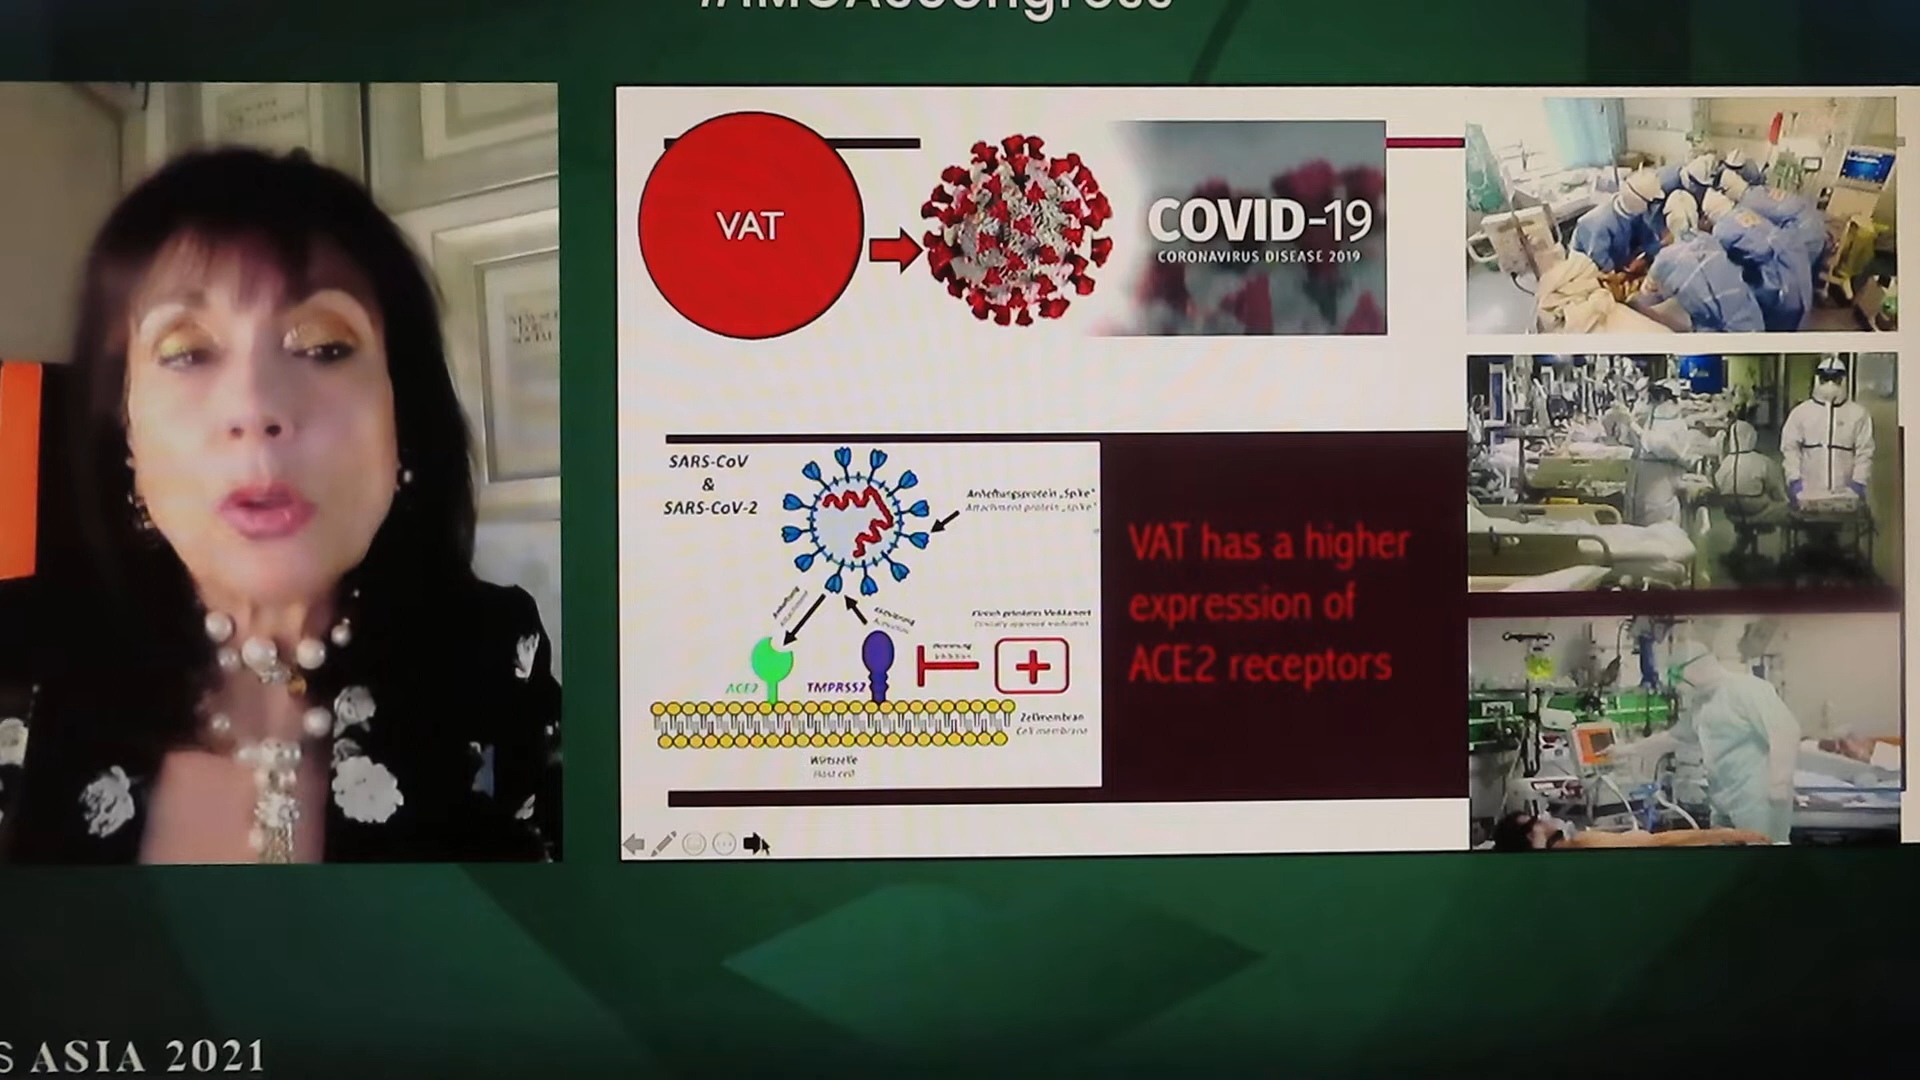 VAT
COVID-19
CORONAVIRUS DISEASE 2019
SARS-CoV
&
SARS-CoV-2
Anheftungsprotein „Spike“
Attachment protein „spike“
VAT has a higher
expression of
ACE2 receptors
ACE2
TMPRSS2
Zellmembran
Cell membrane
Wirtszelle
Host cell
S ASIA 2021